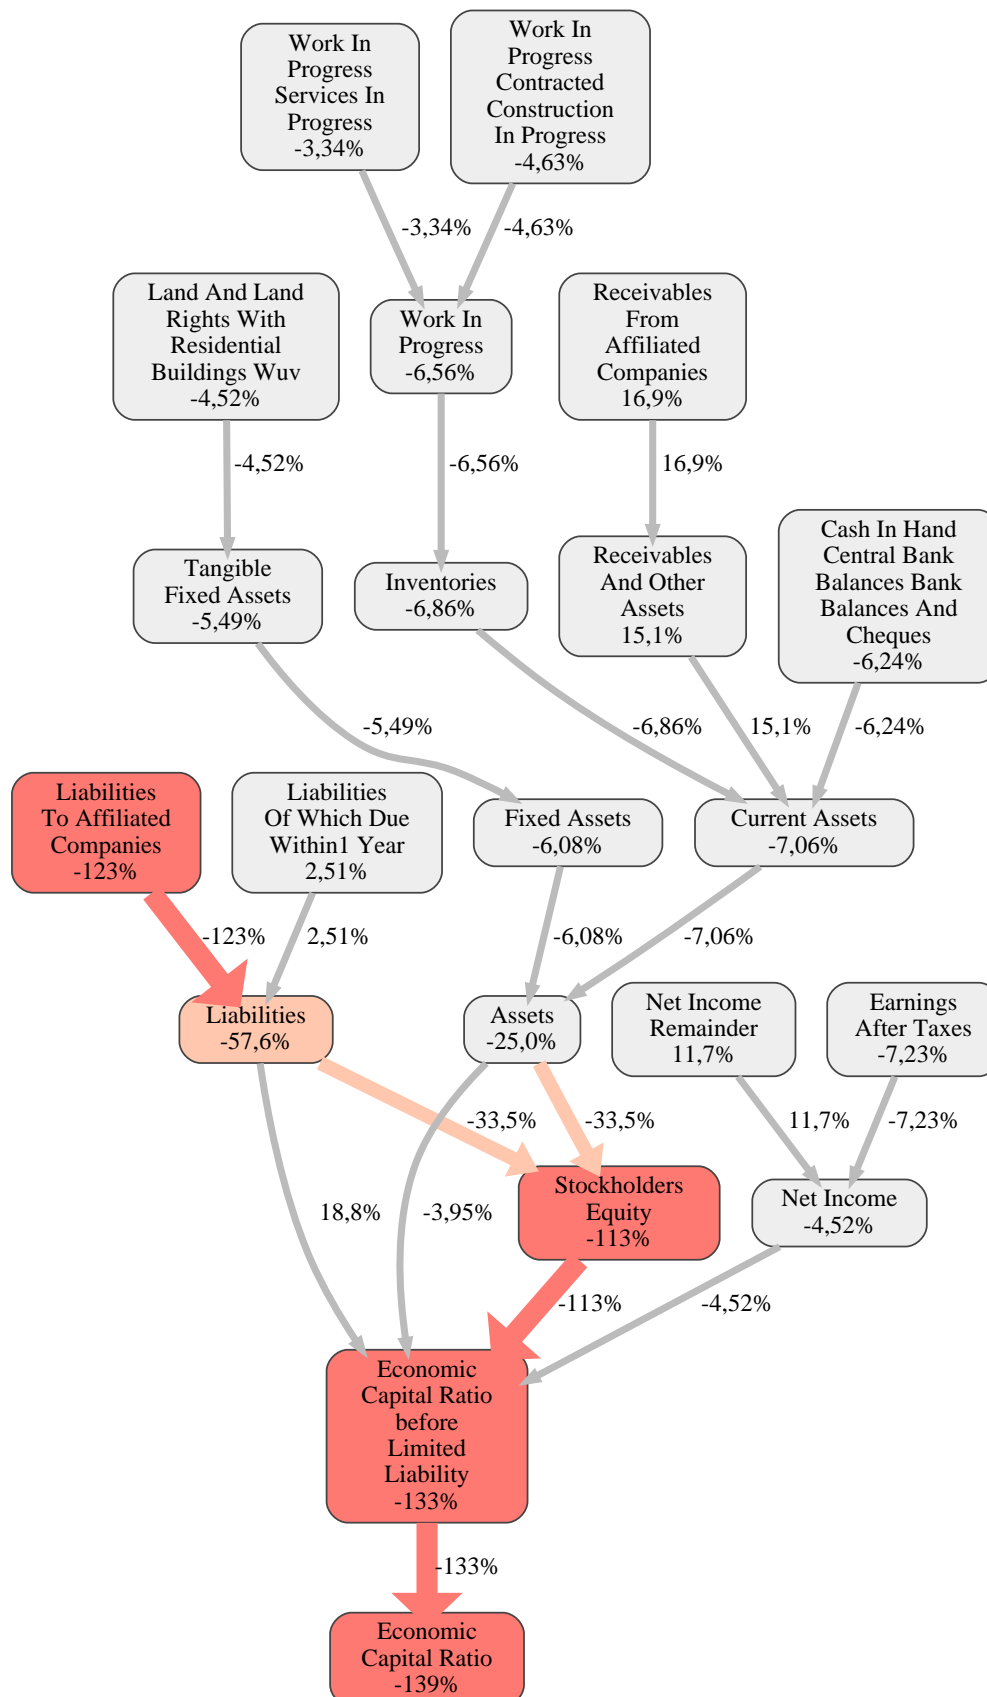 Work In
Progress
Services In
Progress
-3,34%
Work In
Progress
Contracted
Construction
In Progress
-4,63%
-3,34%
-4,63%
Land And Land
Rights With
Residential
Buildings Wuv
-4,52%
Work In
Progress
-6,56%
Receivables
From
Affiliated
Companies
16,9%
-4,52%
-6,56%
16,9%
Tangible
Fixed Assets
-5,49%
Inventories
-6,86%
Receivables
And Other
Assets
15,1%
Cash In Hand
Central Bank
Balances Bank
Balances And
Cheques
-6,24%
-5,49%
-6,86%
15,1%
-6,24%
Liabilities
To Affiliated
Companies
-123%
Liabilities
Of Which Due
Within1 Year
2,51%
Fixed Assets
-6,08%
Current Assets
-7,06%
-123%
2,51%
-6,08%
-7,06%
Liabilities
-57,6%
Assets
-25,0%
Net Income
Remainder
11,7%
Earnings
After Taxes
-7,23%
-33,5%
-33,5%
11,7%
-7,23%
18,8%
-3,95%
Stockholders
Equity
-113%
Net Income
-4,52%
-113%
-4,52%
Economic
Capital Ratio
before
Limited
Liability
-133%
-133%
Economic
Capital Ratio
-139%